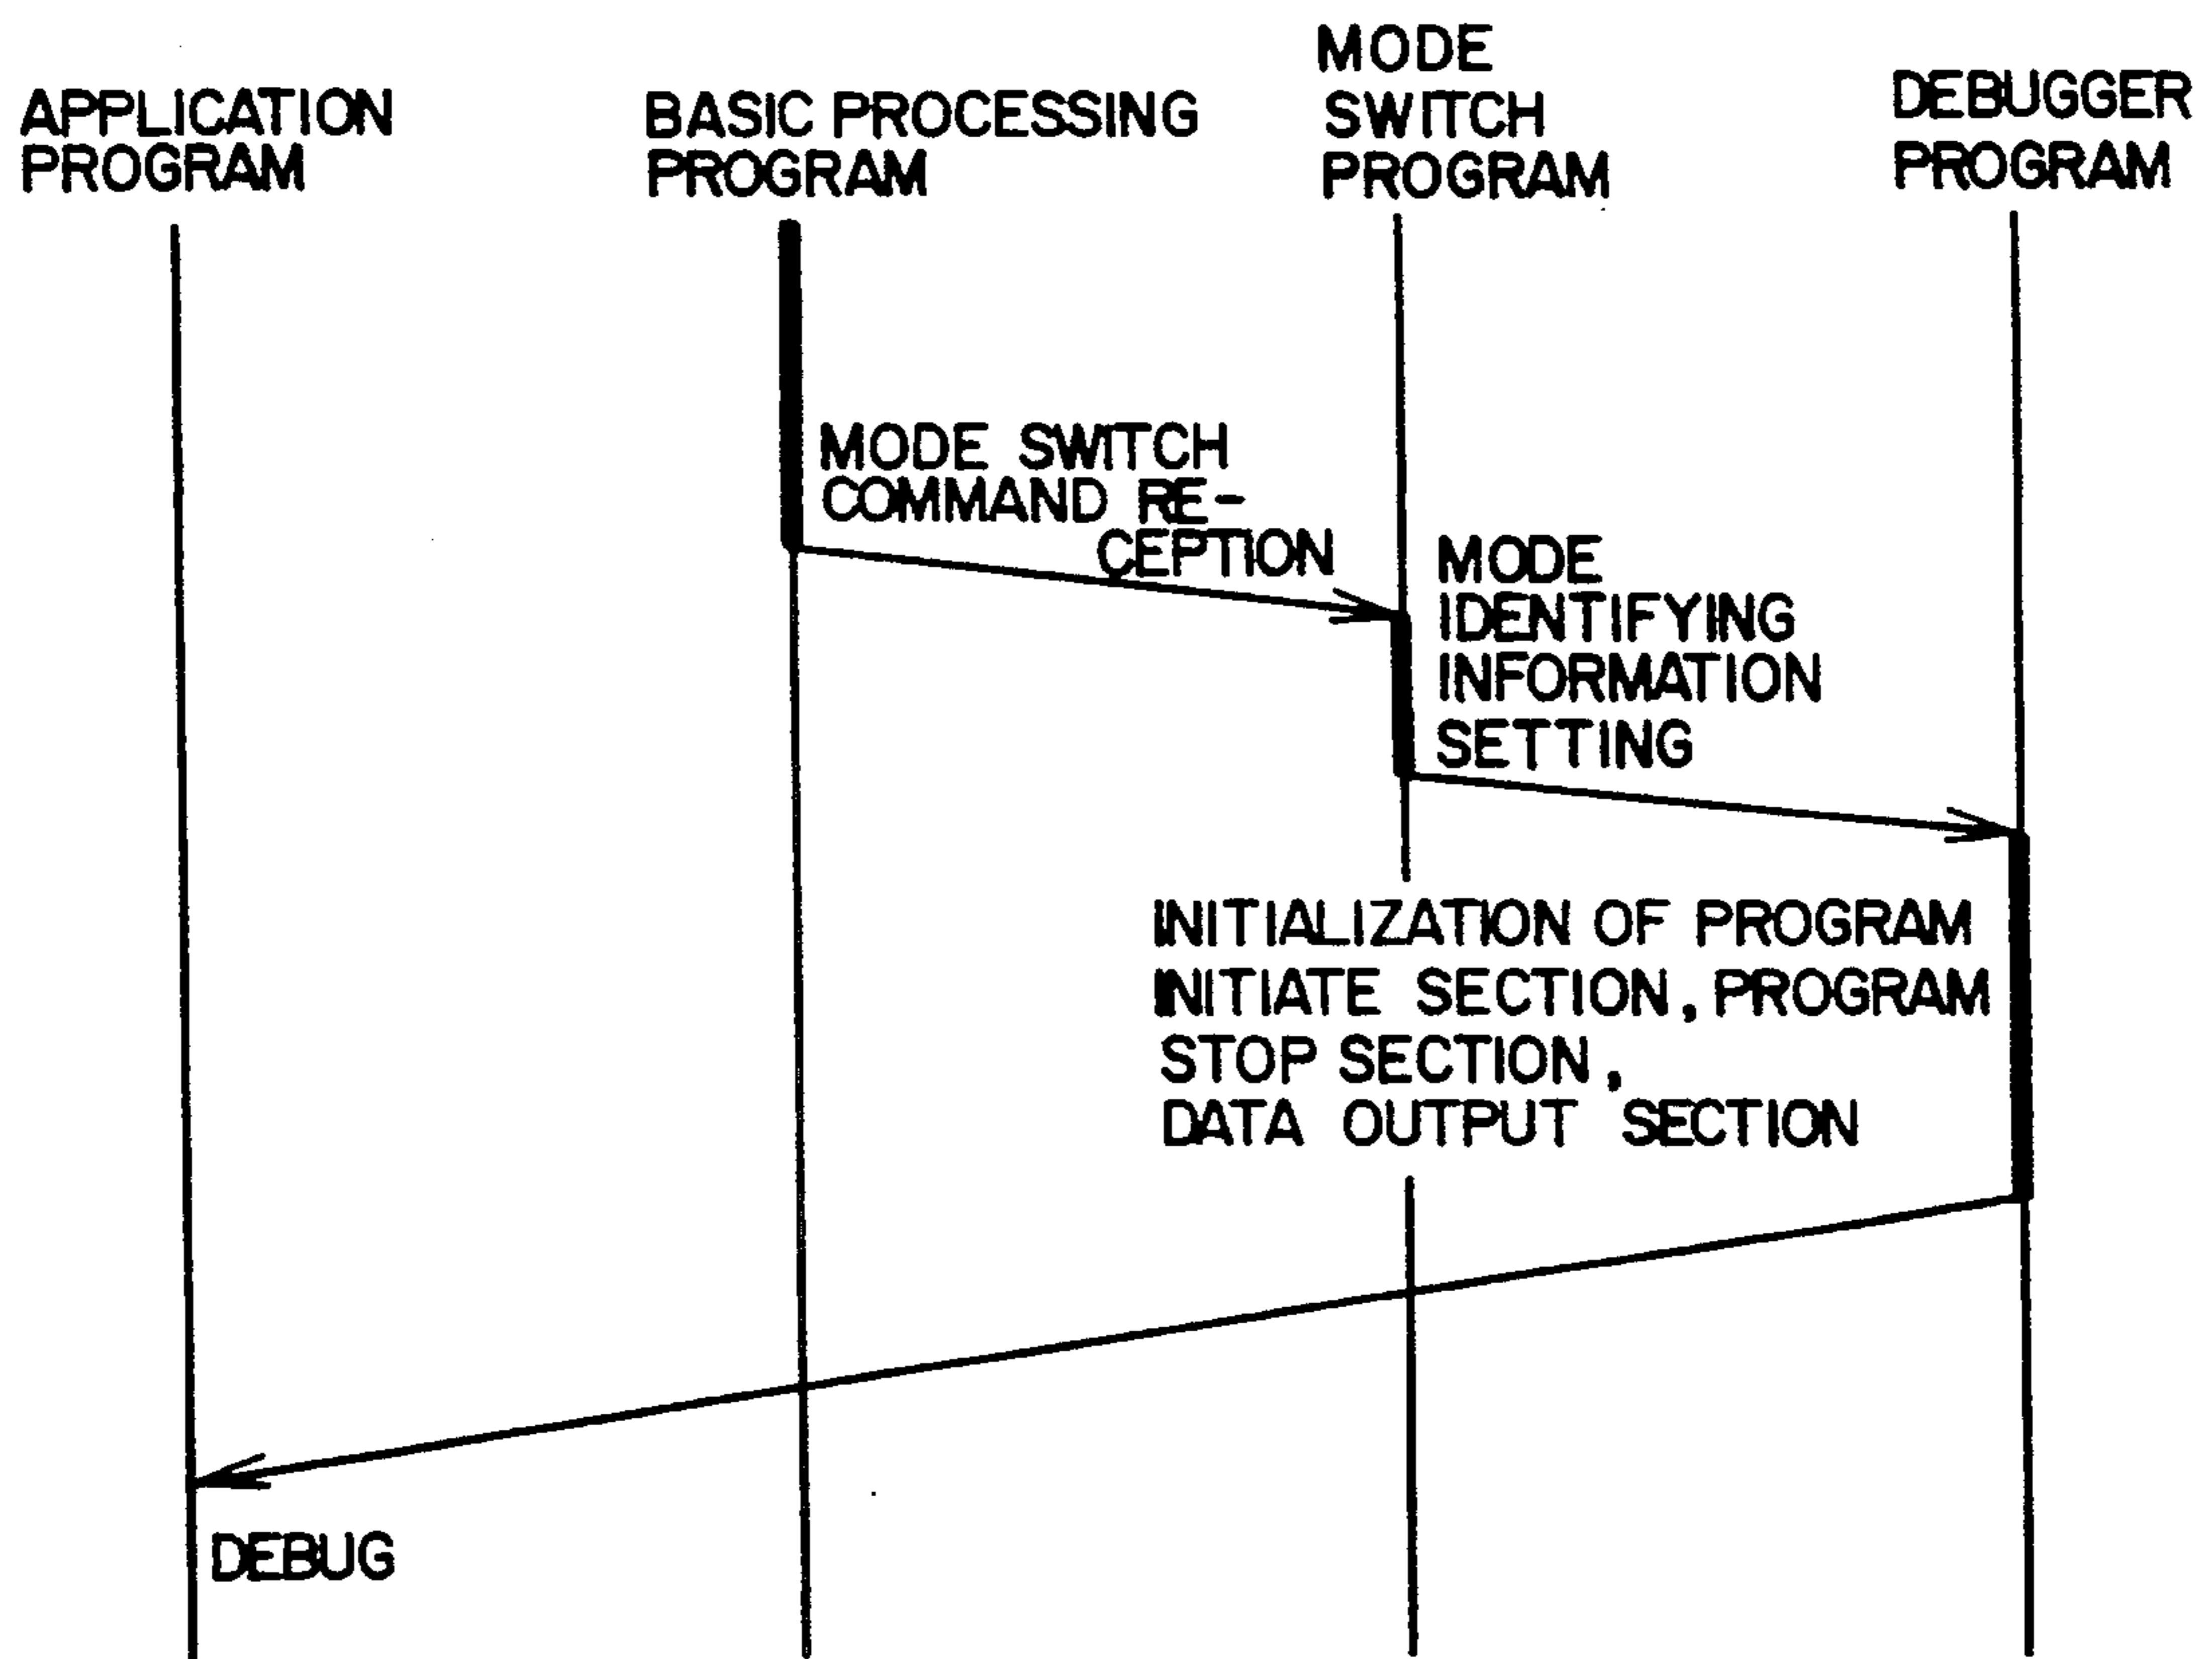 APPLICATION
PROGRAM
BASIC PROCESSING
PROGRAM
MODE
SWITCH
PROGRAM
DEBUGGER
PROGRAM
MODE SWITCH
COMMAND RE-
CEPTION
MODE
IDENTIFYING
INFORMATION
SETTING
INITIALIZATION OF PROGRAM
INITIATE SECTION, PROGRAM
STOP SECTION,
DATA OUTPUT SECTION
DEBUG